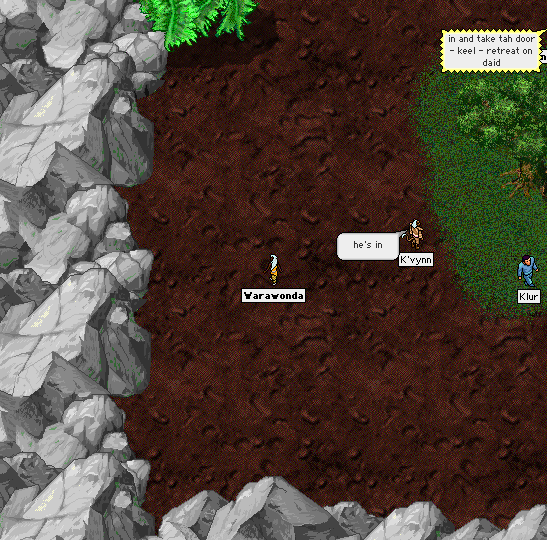 in and take tah door
- keel - retreat on
daid
n
he's in
K'vynn
Warawonda
Klur